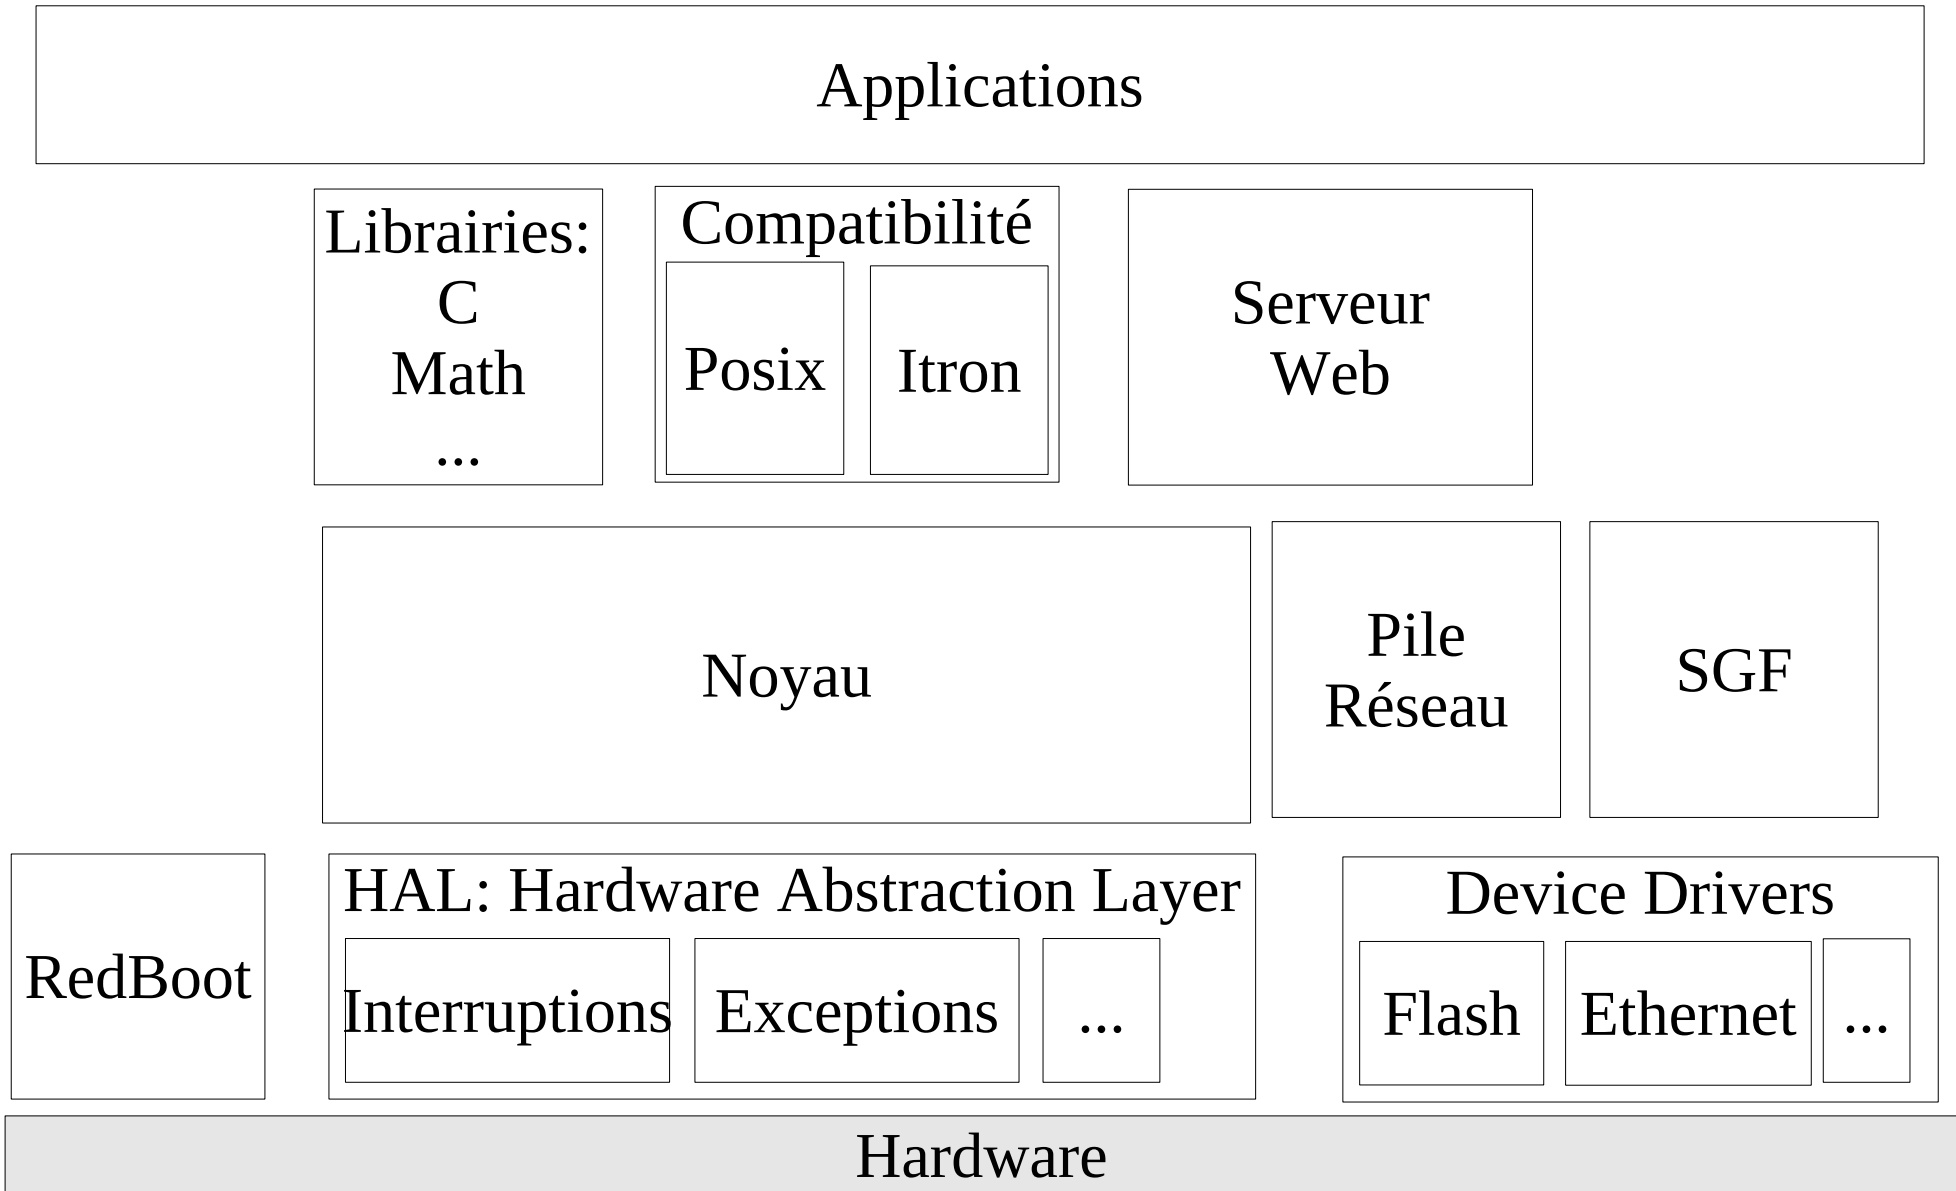 Applications
Librairies:
C
Math
...
Compatibilité
Posix
Itron
Serveur
Web
Noyau
Pile
Réseau
SGF
RedBoot
HAL: Hardware Abstraction Layer
Interruptions
Exceptions
...
Device Drivers
Flash
Ethernet
...
Hardware